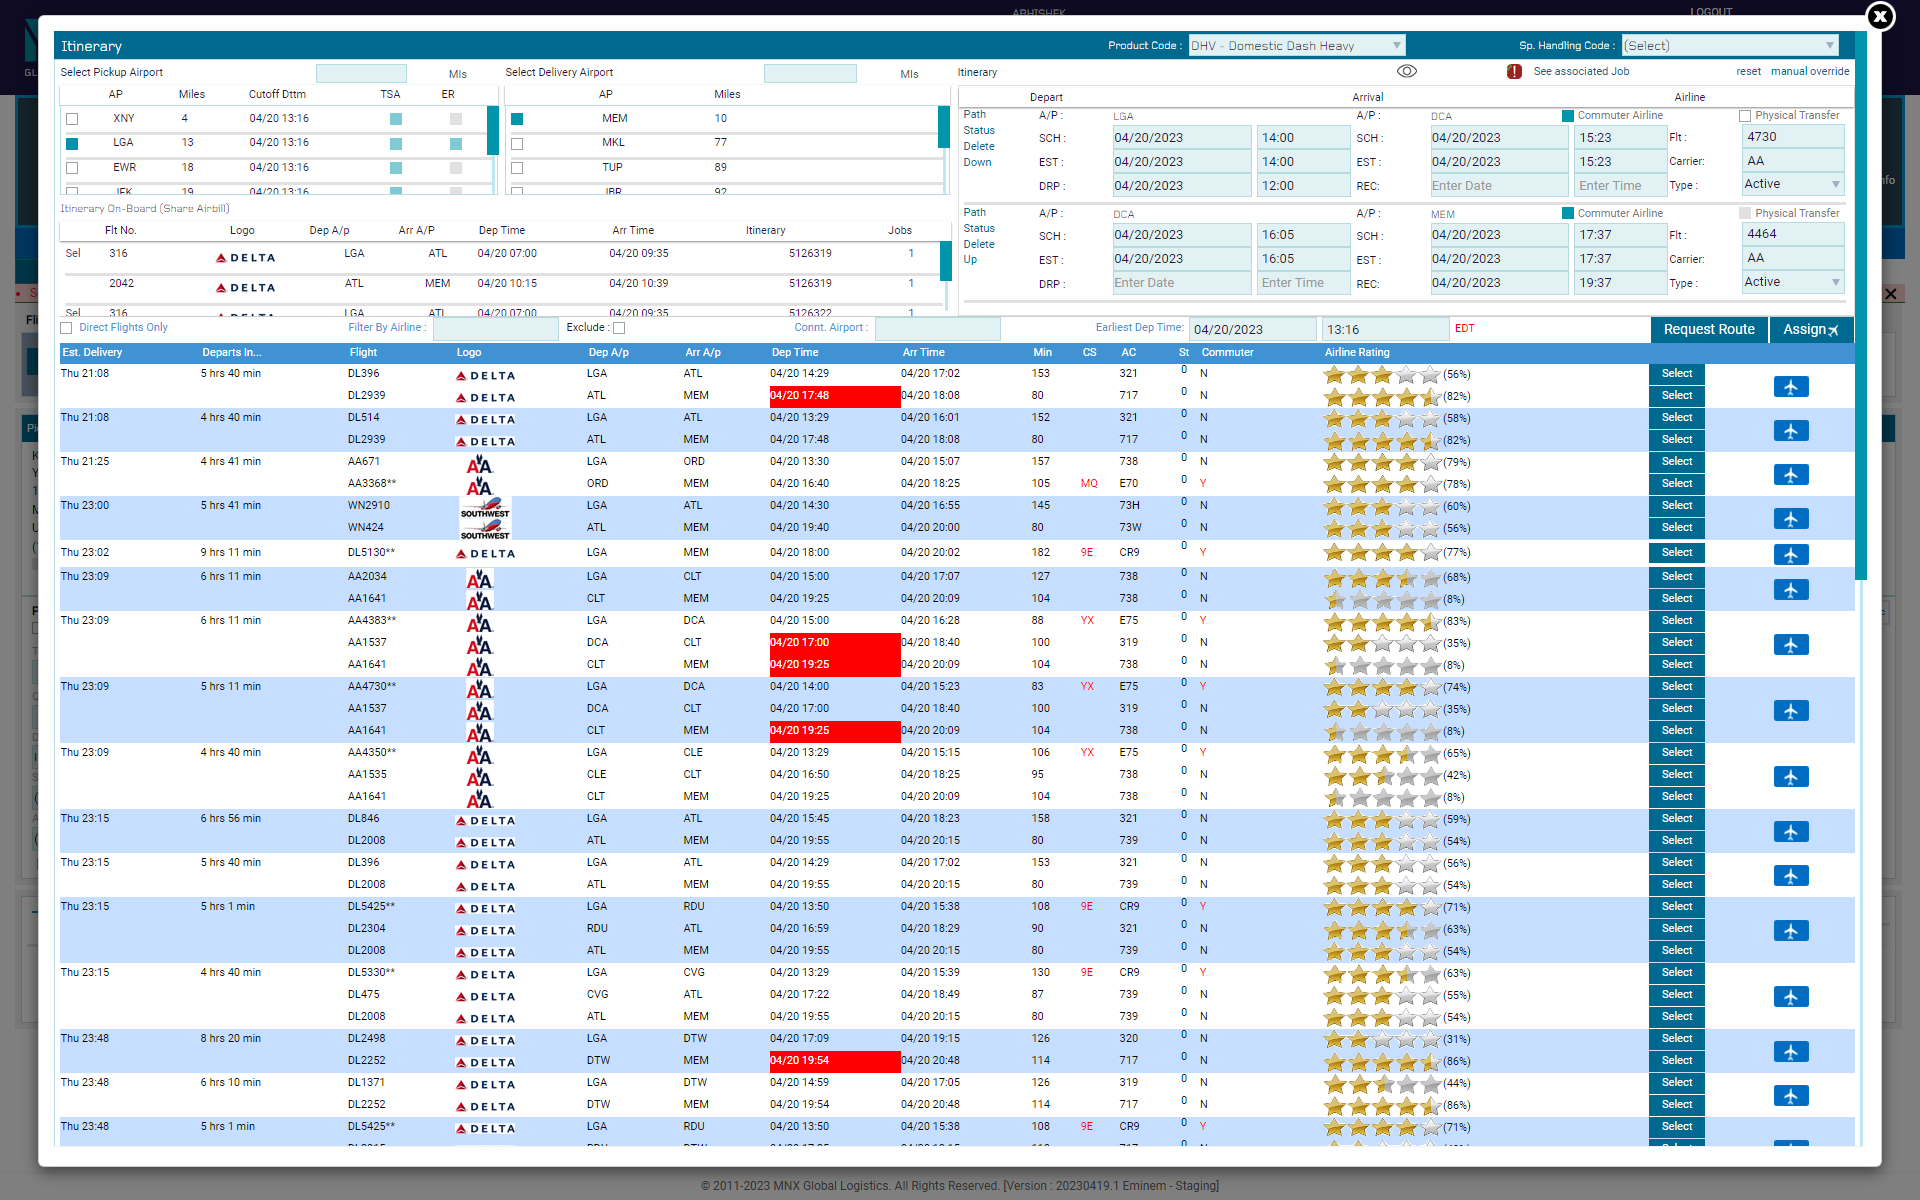 ABHISHEK LOGOUT
Itinerary Product Code : DHV - Domestic Dash Heavy Sp. Handling Code : (Select)
Select Pickup Airport Mls Select Delivery Airport Mls Itinerary See associated Job reset manual override
AP Miles Cutoff Dttm TSA ER
XNY 4 04/20 13:16
LGA 13 04/20 13:16
EWR 18 04/20 13:16
JFK 19 04/20 13:16
AP Miles
MEM 10
MKL 77
TUP 89
JBR 92
Depart Arrival Airline
Path A/P : LGA A/P : DCA Commuter Airline Physical Transfer
Status SCH : 04/20/2023 14:00 SCH : 04/20/2023 15:23 Flt : 4730
Delete EST : 04/20/2023 14:00 EST : 04/20/2023 15:23 Carrier: AA
Down DRP : 04/20/2023 12:00 REC: Enter Date Enter Time Type : Active
Path A/P : DCA A/P : MEM Commuter Airline Physical Transfer
Status SCH : 04/20/2023 16:05 SCH : 04/20/2023 17:37 Flt : 4464
Delete EST : 04/20/2023 16:05 EST : 04/20/2023 17:37 Carrier: AA
Up DRP : Enter Date Enter Time REC: 04/20/2023 19:37 Type : Active
Itinerary On-Board (Share Airbill)
Flt No. Logo Dep A/p Arr A/P Dep Time Arr Time Itinerary Jobs
Sel 316 DELTA LGA ATL 04/20 07:00 04/20 09:35 5126319 1
2042 DELTA ATL MEM 04/20 10:15 04/20 10:39 5126319 1
Sel 316 DELTA LGA ATL 04/20 07:00 04/20 09:35 5126322 1
Direct Flights Only Filter By Airline : Exclude : Connt. Airport : Earliest Dep Time: 04/20/2023 13:16 EDT Request Route Assign
Est. Delivery Departs In... Flight Logo Dep A/p Arr A/p Dep Time Arr Time Min CS AC St Commuter Airline Rating
Thu 21:08 5 hrs 40 min DL396 DELTA LGA ATL 04/20 14:29 04/20 17:02 153 321 0 N (56%) Select
DL2939 DELTA ATL MEM 04/20 17:48 04/20 18:08 80 717 0 N (82%) Select
Thu 21:08 4 hrs 40 min DL514 DELTA LGA ATL 04/20 13:29 04/20 16:01 152 321 0 N (58%) Select
DL2939 DELTA ATL MEM 04/20 17:48 04/20 18:08 80 717 0 N (82%) Select
Thu 21:25 4 hrs 41 min AA671 AA LGA ORD 04/20 13:30 04/20 15:07 157 738 0 N (79%) Select
AA3368** AA ORD MEM 04/20 16:40 04/20 18:25 105 MQ E70 0 Y (78%) Select
Thu 23:00 5 hrs 41 min WN2910 SOUTHWEST LGA ATL 04/20 14:30 04/20 16:55 145 73H 0 N (60%) Select
WN424 SOUTHWEST ATL MEM 04/20 19:40 04/20 20:00 80 73W 0 N (56%) Select
Thu 23:02 9 hrs 11 min DL5130** DELTA LGA MEM 04/20 18:00 04/20 20:02 182 9E CR9 0 Y (77%) Select
Thu 23:09 6 hrs 11 min AA2034 AA LGA CLT 04/20 15:00 04/20 17:07 127 738 0 N (68%) Select
AA1641 AA CLT MEM 04/20 19:25 04/20 20:09 104 738 0 N (8%) Select
Thu 23:09 6 hrs 11 min AA4383** AA LGA DCA 04/20 15:00 04/20 16:28 88 YX E75 0 Y (83%) Select
AA1537 AA DCA CLT 04/20 17:00 04/20 18:40 100 319 0 N (35%) Select
AA1641 AA CLT MEM 04/20 19:25 04/20 20:09 104 738 0 N (8%) Select
Thu 23:09 5 hrs 11 min AA4730** AA LGA DCA 04/20 14:00 04/20 15:23 83 YX E75 0 Y (74%) Select
AA1537 AA DCA CLT 04/20 17:00 04/20 18:40 100 319 0 N (35%) Select
AA1641 AA CLT MEM 04/20 19:25 04/20 20:09 104 738 0 N (8%) Select
Thu 23:09 4 hrs 40 min AA4350** AA LGA CLE 04/20 13:29 04/20 15:15 106 YX E75 0 Y (65%) Select
AA1535 AA CLE CLT 04/20 16:50 04/20 18:25 95 738 0 N (42%) Select
AA1641 AA CLT MEM 04/20 19:25 04/20 20:09 104 738 0 N (8%) Select
Thu 23:15 6 hrs 56 min DL846 DELTA LGA ATL 04/20 15:45 04/20 18:23 158 321 0 N (59%) Select
DL2008 DELTA ATL MEM 04/20 19:55 04/20 20:15 80 739 0 N (54%) Select
Thu 23:15 5 hrs 40 min DL396 DELTA LGA ATL 04/20 14:29 04/20 17:02 153 321 0 N (56%) Select
DL2008 DELTA ATL MEM 04/20 19:55 04/20 20:15 80 739 0 N (54%) Select
Thu 23:15 5 hrs 1 min DL5425** DELTA LGA RDU 04/20 13:50 04/20 15:38 108 9E CR9 0 Y (71%) Select
DL2304 DELTA RDU ATL 04/20 16:59 04/20 18:29 90 321 0 N (63%) Select
DL2008 DELTA ATL MEM 04/20 19:55 04/20 20:15 80 739 0 N (54%) Select
Thu 23:15 4 hrs 40 min DL5330** DELTA LGA CVG 04/20 13:29 04/20 15:39 130 9E CR9 0 Y (63%) Select
DL475 DELTA CVG ATL 04/20 17:22 04/20 18:49 87 739 0 N (55%) Select
DL2008 DELTA ATL MEM 04/20 19:55 04/20 20:15 80 739 0 N (54%) Select
Thu 23:48 8 hrs 20 min DL2498 DELTA LGA DTW 04/20 17:09 04/20 19:15 126 320 0 N (31%) Select
DL2252 DELTA DTW MEM 04/20 19:54 04/20 20:48 114 717 0 N (86%) Select
Thu 23:48 6 hrs 10 min DL1371 DELTA LGA DTW 04/20 14:59 04/20 17:05 126 319 0 N (44%) Select
DL2252 DELTA DTW MEM 04/20 19:54 04/20 20:48 114 717 0 N (86%) Select
Thu 23:48 5 hrs 1 min DL5425** DELTA LGA RDU 04/20 13:50 04/20 15:38 108 9E CR9 0 Y (71%) Select
© 2011-2023 MNX Global Logistics. All Rights Reserved. [Version : 20230419.1 Eminem - Staging]